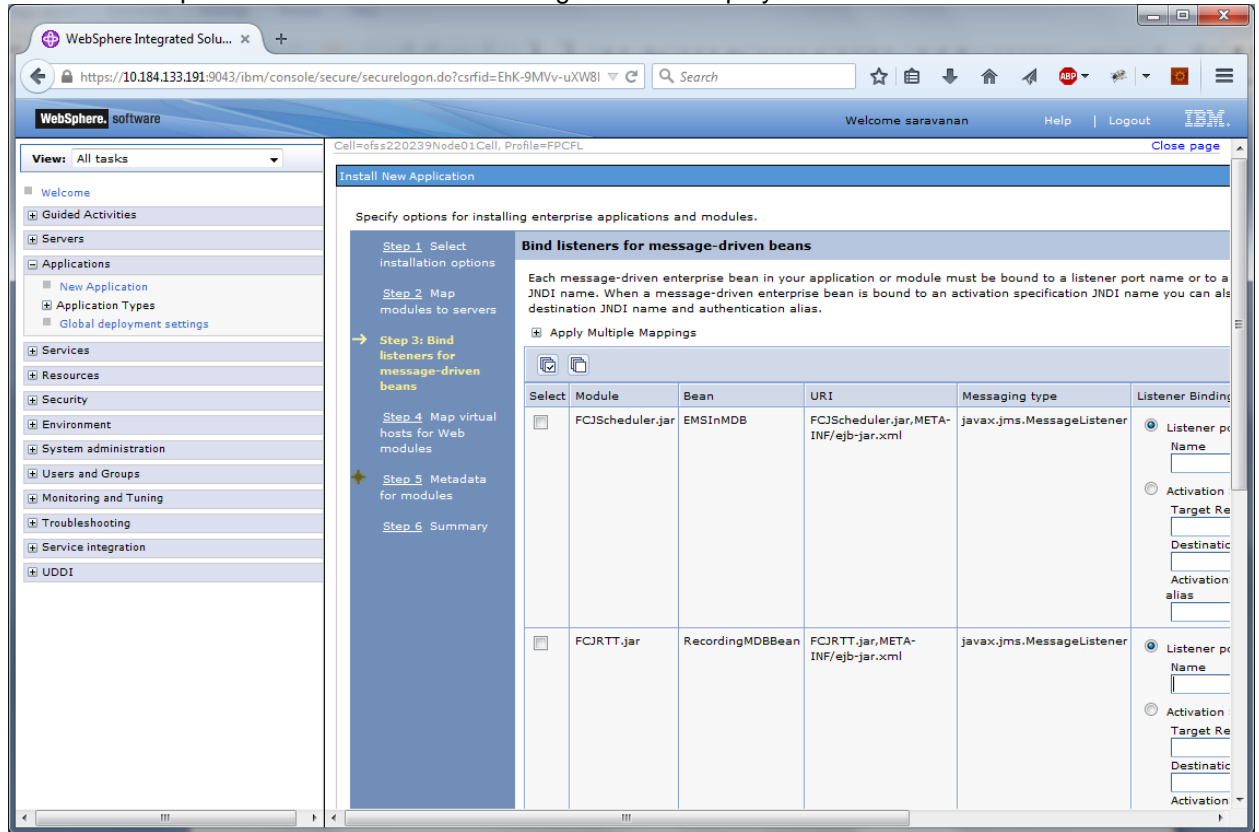 WebSphere Integrated Solu... × +
https://10.184.133.191:9043/ibm/console/secure/securelogon.do?csrfid=EhK-9MVv-uXW8l
Search
ABP
WebSphere. software
Welcome saravanan
Help | Logout
IBM.
View: All tasks
Welcome
Guided Activities
Servers
Applications
New Application
Application Types
Global deployment settings
Services
Resources
Security
Environment
System administration
Users and Groups
Monitoring and Tuning
Troubleshooting
Service integration
UDDI
Cell=ofss220239Node01Cell, Profile=FPCFL
Close page
Install New Application
Specify options for installing enterprise applications and modules.
Step 1 Select
installation options
Step 2 Map
modules to servers
Step 3: Bind
listeners for
message-driven
beans
Step 4 Map virtual
hosts for Web
modules
Step 5 Metadata
for modules
Step 6 Summary
Bind listeners for message-driven beans
Each message-driven enterprise bean in your application or module must be bound to a listener port name or to a
JNDI name. When a message-driven enterprise bean is bound to an activation specification JNDI name you can als
destination JNDI name and authentication alias.
Apply Multiple Mappings
Select Module Bean URI Messaging type Listener Binding
FCJScheduler.jar EMSInMDB FCJScheduler.jar,META-
INF/ejb-jar.xml
javax.jms.MessageListener
Listener po
Name
Activation
Target Re
Destinatic
Activation
alias
FCJRTT.jar RecordingMDBBean FCJRTT.jar,META-
INF/ejb-jar.xml
javax.jms.MessageListener
Listener po
Name
Activation
Target Re
Destinatic
Activation